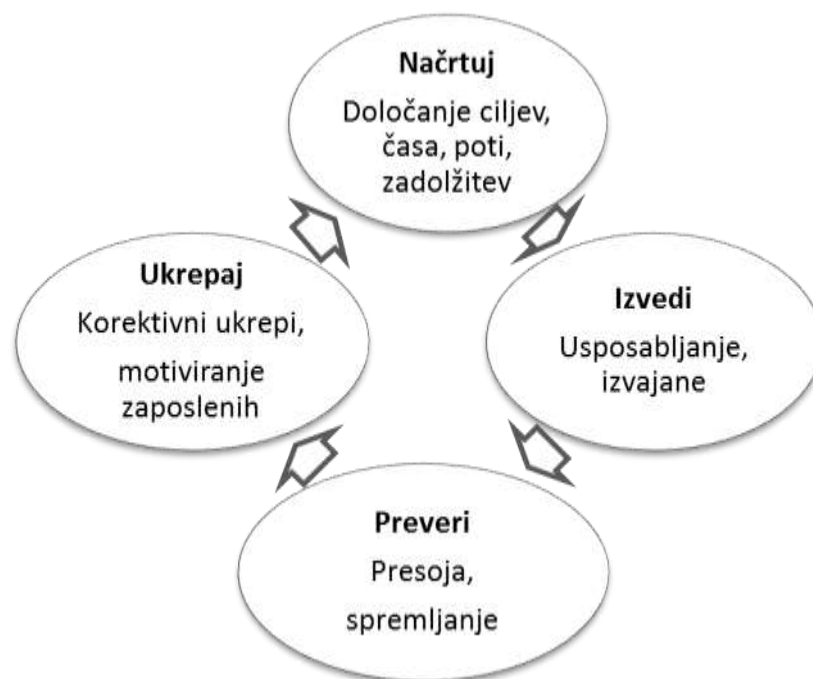 Načrtuj
Določanje ciljev,
časa, poti,
zadolžitev
Ukrepaj
Korektivni ukrepi,
motiviranje
zaposlenih
Izvedi
Usposabljanje,
izvajane
Preveri
Presoja,
spremljanje